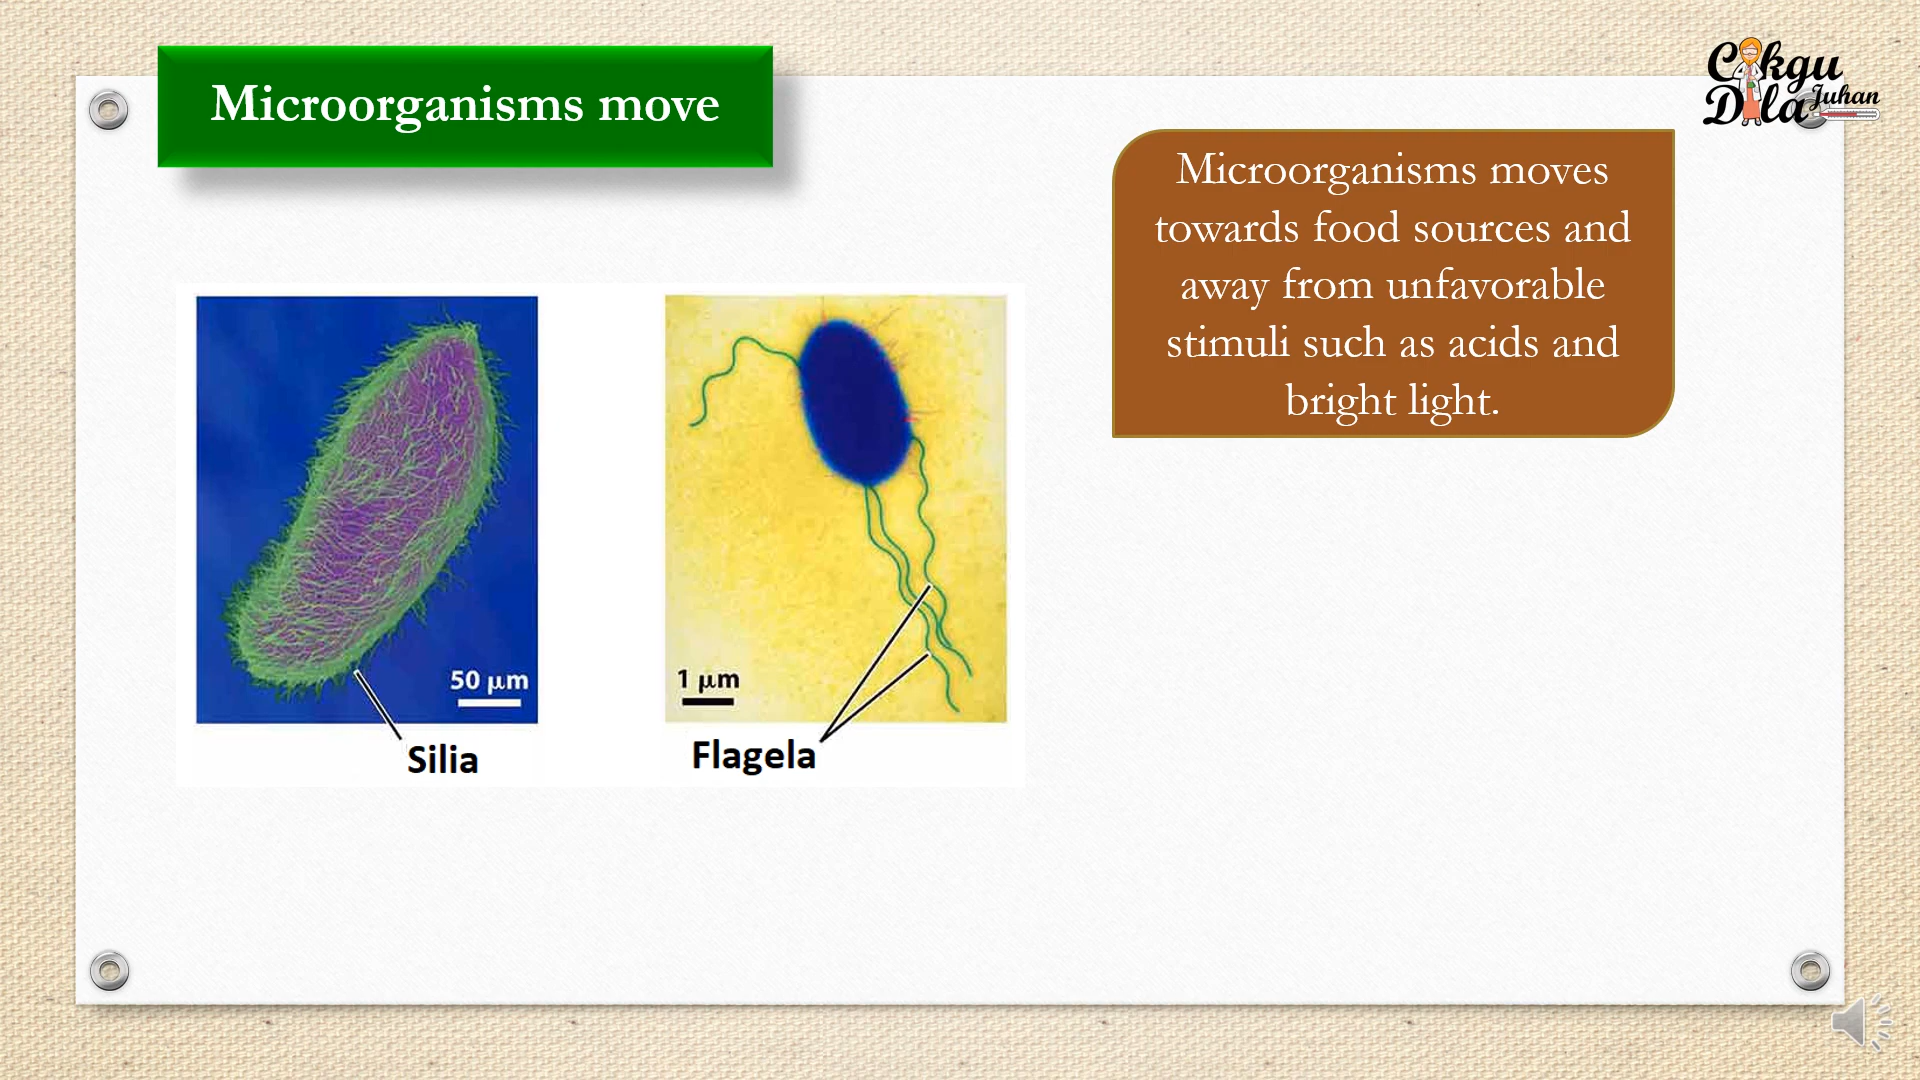 Microorganisms move
Cikgu
Dila Juhan
Microorganisms moves
towards food sources and
away from unfavorable
stimuli such as acids and
bright light.
50 µm
Silia
1 µm
Flagela